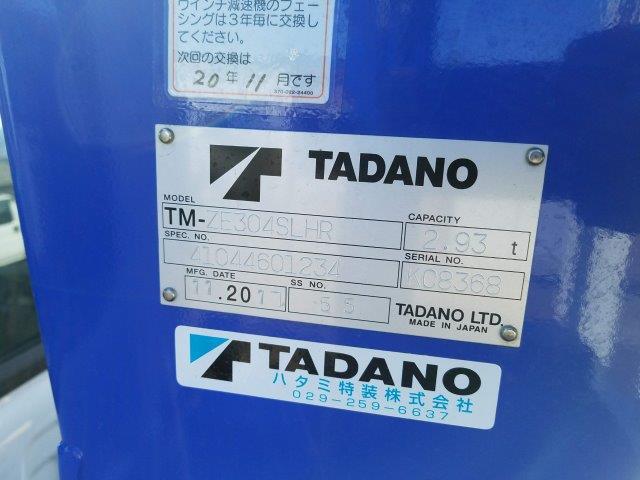 ウインチ減速機のフェー
シングは3年毎に交換し
てください。
次回の交換は
20年11月です
TADANO
MODEL
TM-ZE304SLHR
CAPACITY
2.93 t
SPEC. NO.
41044601234
SERIAL NO.
KC8368
MFG. DATE
11.2017
SS NO.
55
TADANO LTD.
MADE IN JAPAN
TADANO
ハタミ特装株式会社
029-259-6637